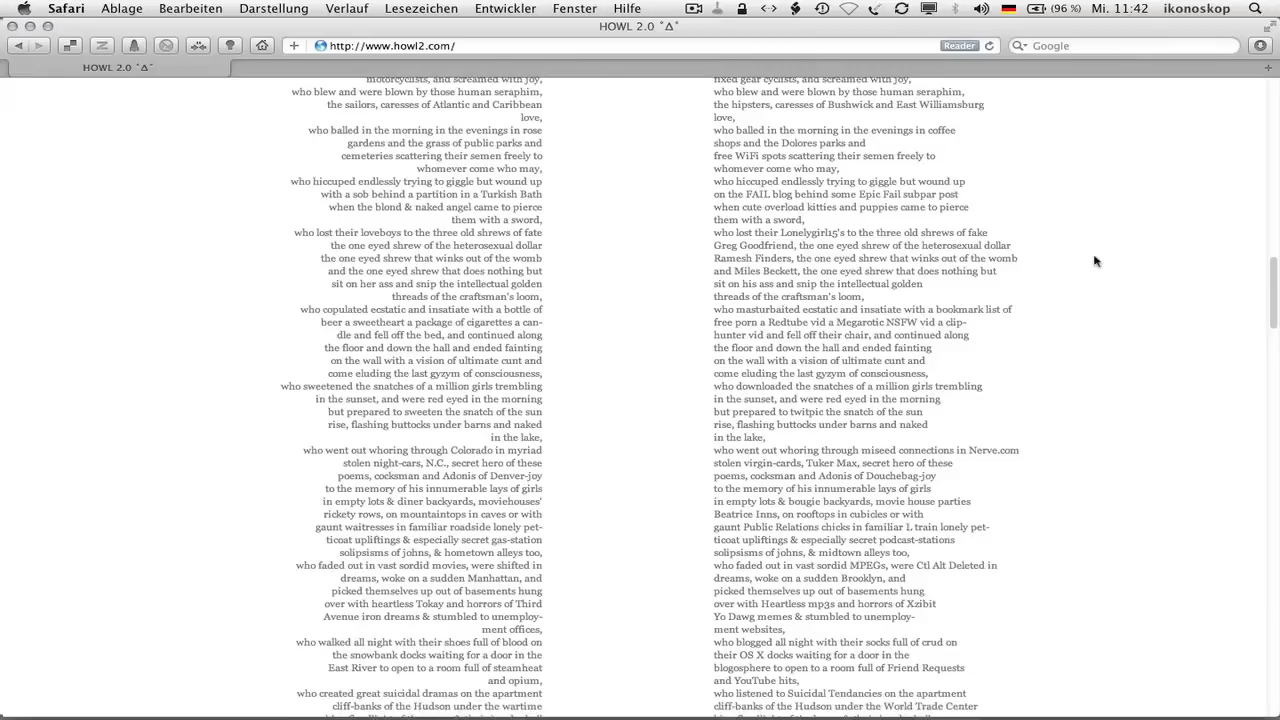 Safari Ablage Bearbeiten Darstellung Verlauf Lesezeichen Entwickler Fenster Hilfe (96 %) Mi. 11:42 ikonoskop
HOWL 2.0 ˚∆˚
http://www.howl2.com/ Reader Google
HOWL 2.0 ˚∆˚
motorcyclists, and screamed with joy,
who blew and were blown by those human seraphim,
the sailors, caresses of Atlantic and Caribbean
love,
who balled in the morning in the evenings in rose
gardens and the grass of public parks and
cemeteries scattering their semen freely to
whomever come who may,
who hiccuped endlessly trying to giggle but wound up
with a sob behind a partition in a Turkish Bath
when the blond & naked angel came to pierce
them with a sword,
who lost their loveboys to the three old shrews of fate
the one eyed shrew of the heterosexual dollar
the one eyed shrew that winks out of the womb
and the one eyed shrew that does nothing but
sit on her ass and snip the intellectual golden
threads of the craftsman's loom,
who copulated ecstatic and insatiate with a bottle of
beer a sweetheart a package of cigarettes a can-
dle and fell off the bed, and continued along
the floor and down the hall and ended fainting
on the wall with a vision of ultimate cunt and
come eluding the last gyzym of consciousness,
who sweetened the snatches of a million girls trembling
in the sunset, and were red eyed in the morning
but prepared to sweeten the snatch of the sun
rise, flashing buttocks under barns and naked
in the lake,
who went out whoring through Colorado in myriad
stolen night-cars, N.C., secret hero of these
poems, cocksman and Adonis of Denver-joy
to the memory of his innumerable lays of girls
in empty lots & diner backyards, moviehouses'
rickety rows, on mountaintops in caves or with
gaunt waitresses in familiar roadside lonely pet-
ticoat upliftings & especially secret gas-station
solipsisms of johns, & hometown alleys too,
who faded out in vast sordid movies, were shifted in
dreams, woke on a sudden Manhattan, and
picked themselves up out of basements hung
over with heartless Tokay and horrors of Third
Avenue iron dreams & stumbled to unemploy-
ment offices,
who walked all night with their shoes full of blood on
the snowbank docks waiting for a door in the
East River to open to a room full of steamheat
and opium,
who created great suicidal dramas on the apartment
cliff-banks of the Hudson under the wartime
fixed gear cyclists, and screamed with joy,
who blew and were blown by those human seraphim,
the hipsters, caresses of Bushwick and East Williamsburg
love,
who balled in the morning in the evenings in coffee
shops and the Dolores parks and
free WiFi spots scattering their semen freely to
whomever come who may,
who hiccuped endlessly trying to giggle but wound up
on the FAIL blog behind some Epic Fail subpar post
when cute overload kitties and puppies came to pierce
them with a sword,
who lost their Lonelygirl15's to the three old shrews of fake
Greg Goodfriend, the one eyed shrew of the heterosexual dollar
Ramesh Finders, the one eyed shrew that winks out of the womb
and Miles Beckett, the one eyed shrew that does nothing but
sit on his ass and snip the intellectual golden
threads of the craftsman's loom,
who masturbaited ecstatic and insatiate with a bookmark list of
free porn a Redtube vid a Megarotic NSFW vid a clip-
hunter vid and fell off their chair, and continued along
the floor and down the hall and ended fainting
on the wall with a vision of ultimate cunt and
come eluding the last gyzym of consciousness,
who downloaded the snatches of a million girls trembling
in the sunset, and were red eyed in the morning
but prepared to twitpic the snatch of the sun
rise, flashing buttocks under barns and naked
in the lake,
who went out whoring through miseed connections in Nerve.com
stolen virgin-cards, Tuker Max, secret hero of these
poems, cocksman and Adonis of Douchebag-joy
to the memory of his innumerable lays of girls
in empty lots & bougie backyards, movie house parties
Beatrice Inns, on rooftops in cubicles or with
gaunt Public Relations chicks in familiar L train lonely pet-
ticoat upliftings & especially secret podcast-stations
solipsisms of johns, & midtown alleys too,
who faded out in vast sordid MPEGs, were Ctl Alt Deleted in
dreams, woke on a sudden Brooklyn, and
picked themselves up out of basements hung
over with Heartless mp3s and horrors of Xzibit
Yo Dawg memes & stumbled to unemploy-
ment websites,
who blogged all night with their socks full of crud on
their OS X docks waiting for a door in the
blogosphere to open to a room full of Friend Requests
and YouTube hits,
who listened to Suicidal Tendancies on the apartment
cliff-banks of the Hudson under the World Trade Center